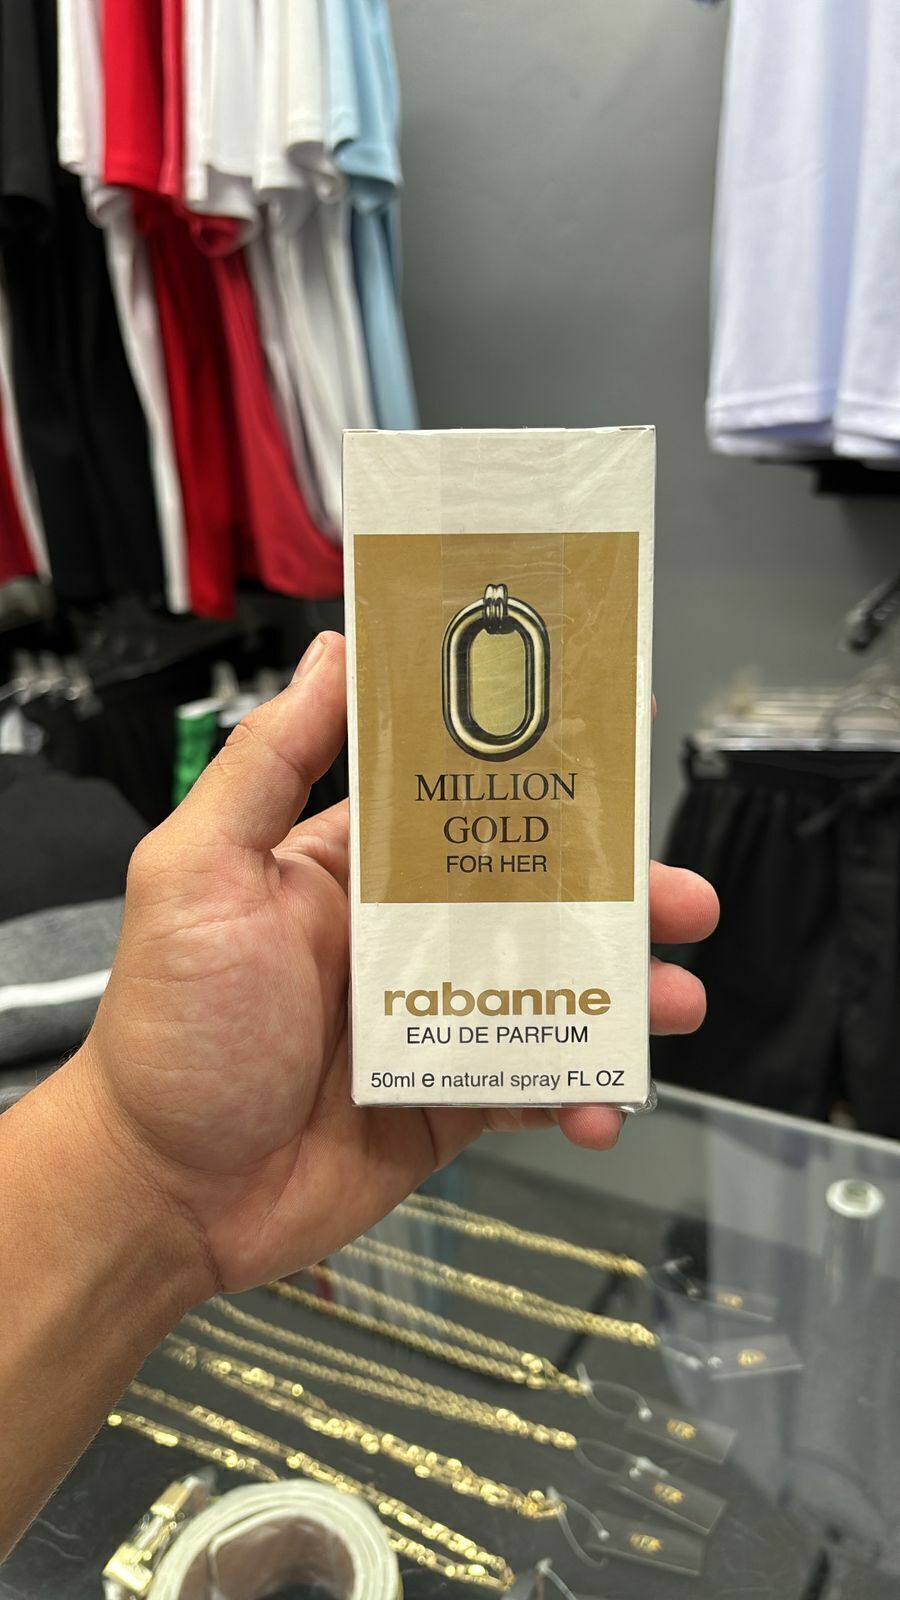 MILLION
GOLD
FOR HER
rabanne
EAU DE PARFUM
50ml e natural spray FL OZ